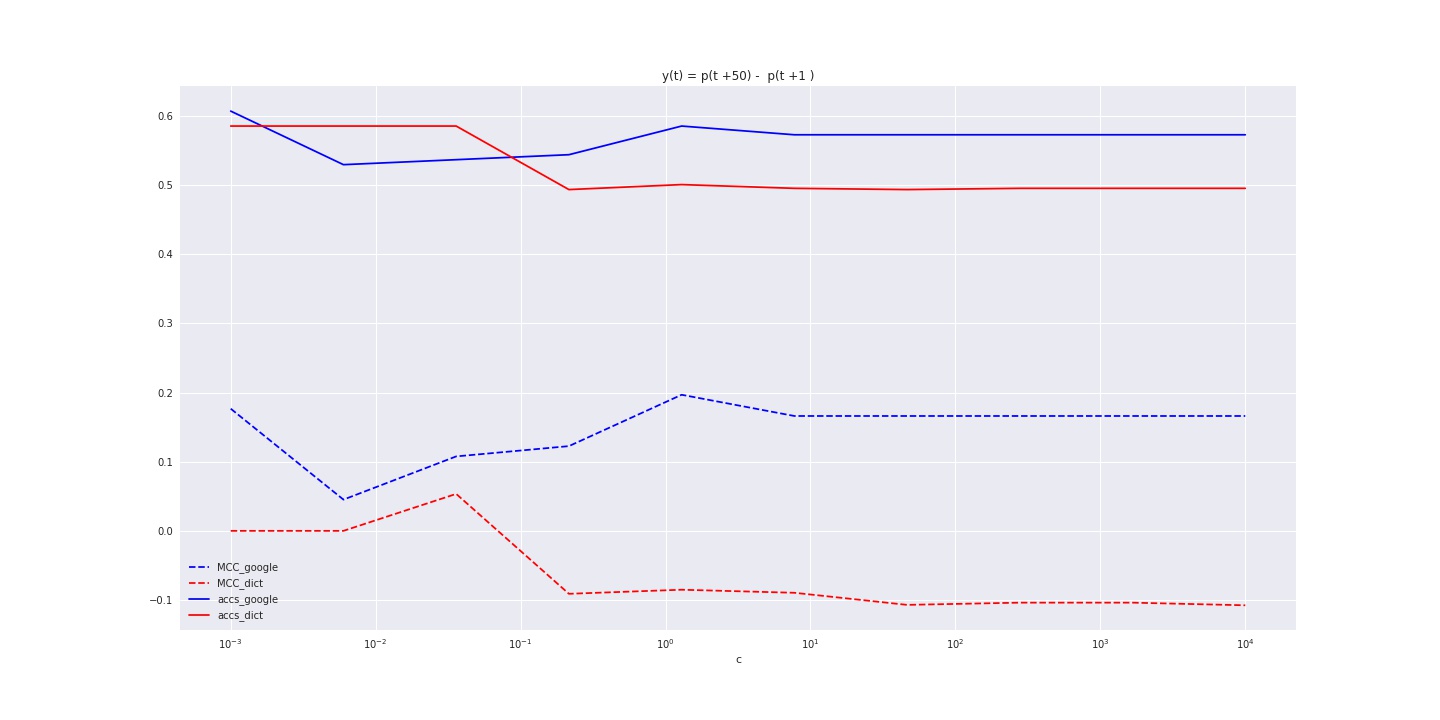 y(t) = p(t +50) -  p(t +1 )
0.6
0.5
0.4
0.3
0.2
0.1
0.0
−0.1
MCC_google
MCC_dict
accs_google
accs_dict
10⁻³ 10⁻² 10⁻¹ 10⁰ 10¹ 10² 10³ 10⁴
c